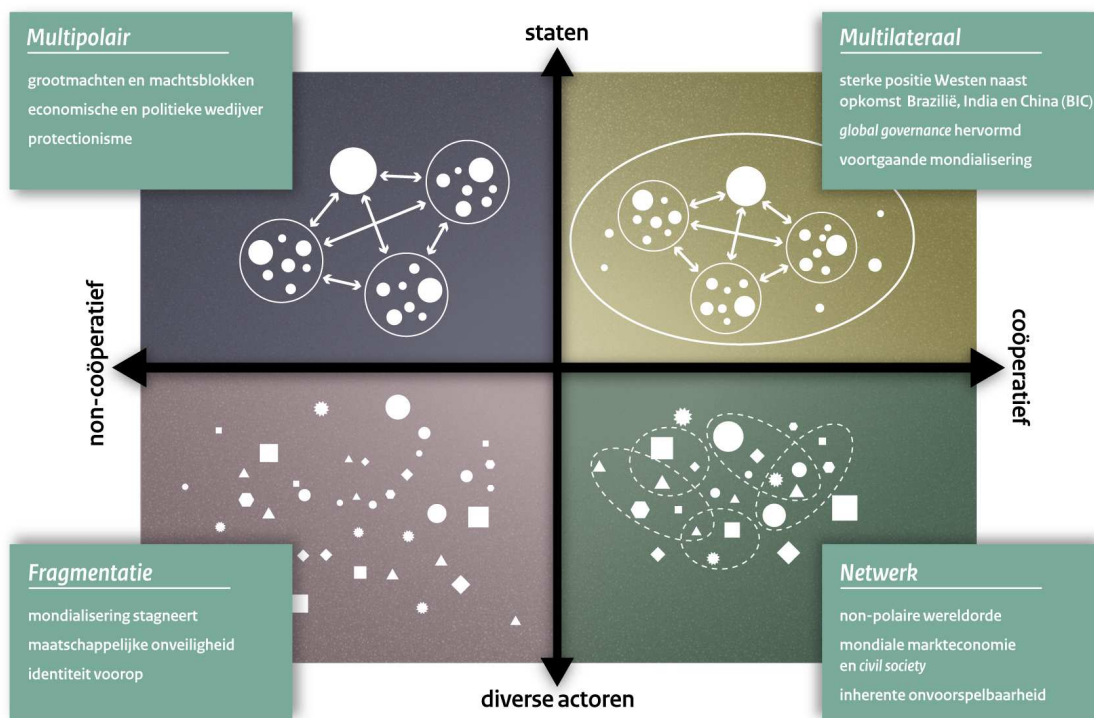 Multipolair
grootmachten en machtsblokken
economische en politieke wedijver
protectionisme
staten
Multilateraal
sterke positie Westen naast
opkomst Brazilië, India en China (BIC)
global governance hervormd
voortgaande mondialisering
non-coöperatief
coöperatief
Fragmentatie
mondialisering stagneert
maatschappelijke onveiligheid
identiteit voorop
diverse actoren
Netwerk
non-polaire wereldorde
mondiale markteconomie
en civil society
inherente onvoorspelbaarheid